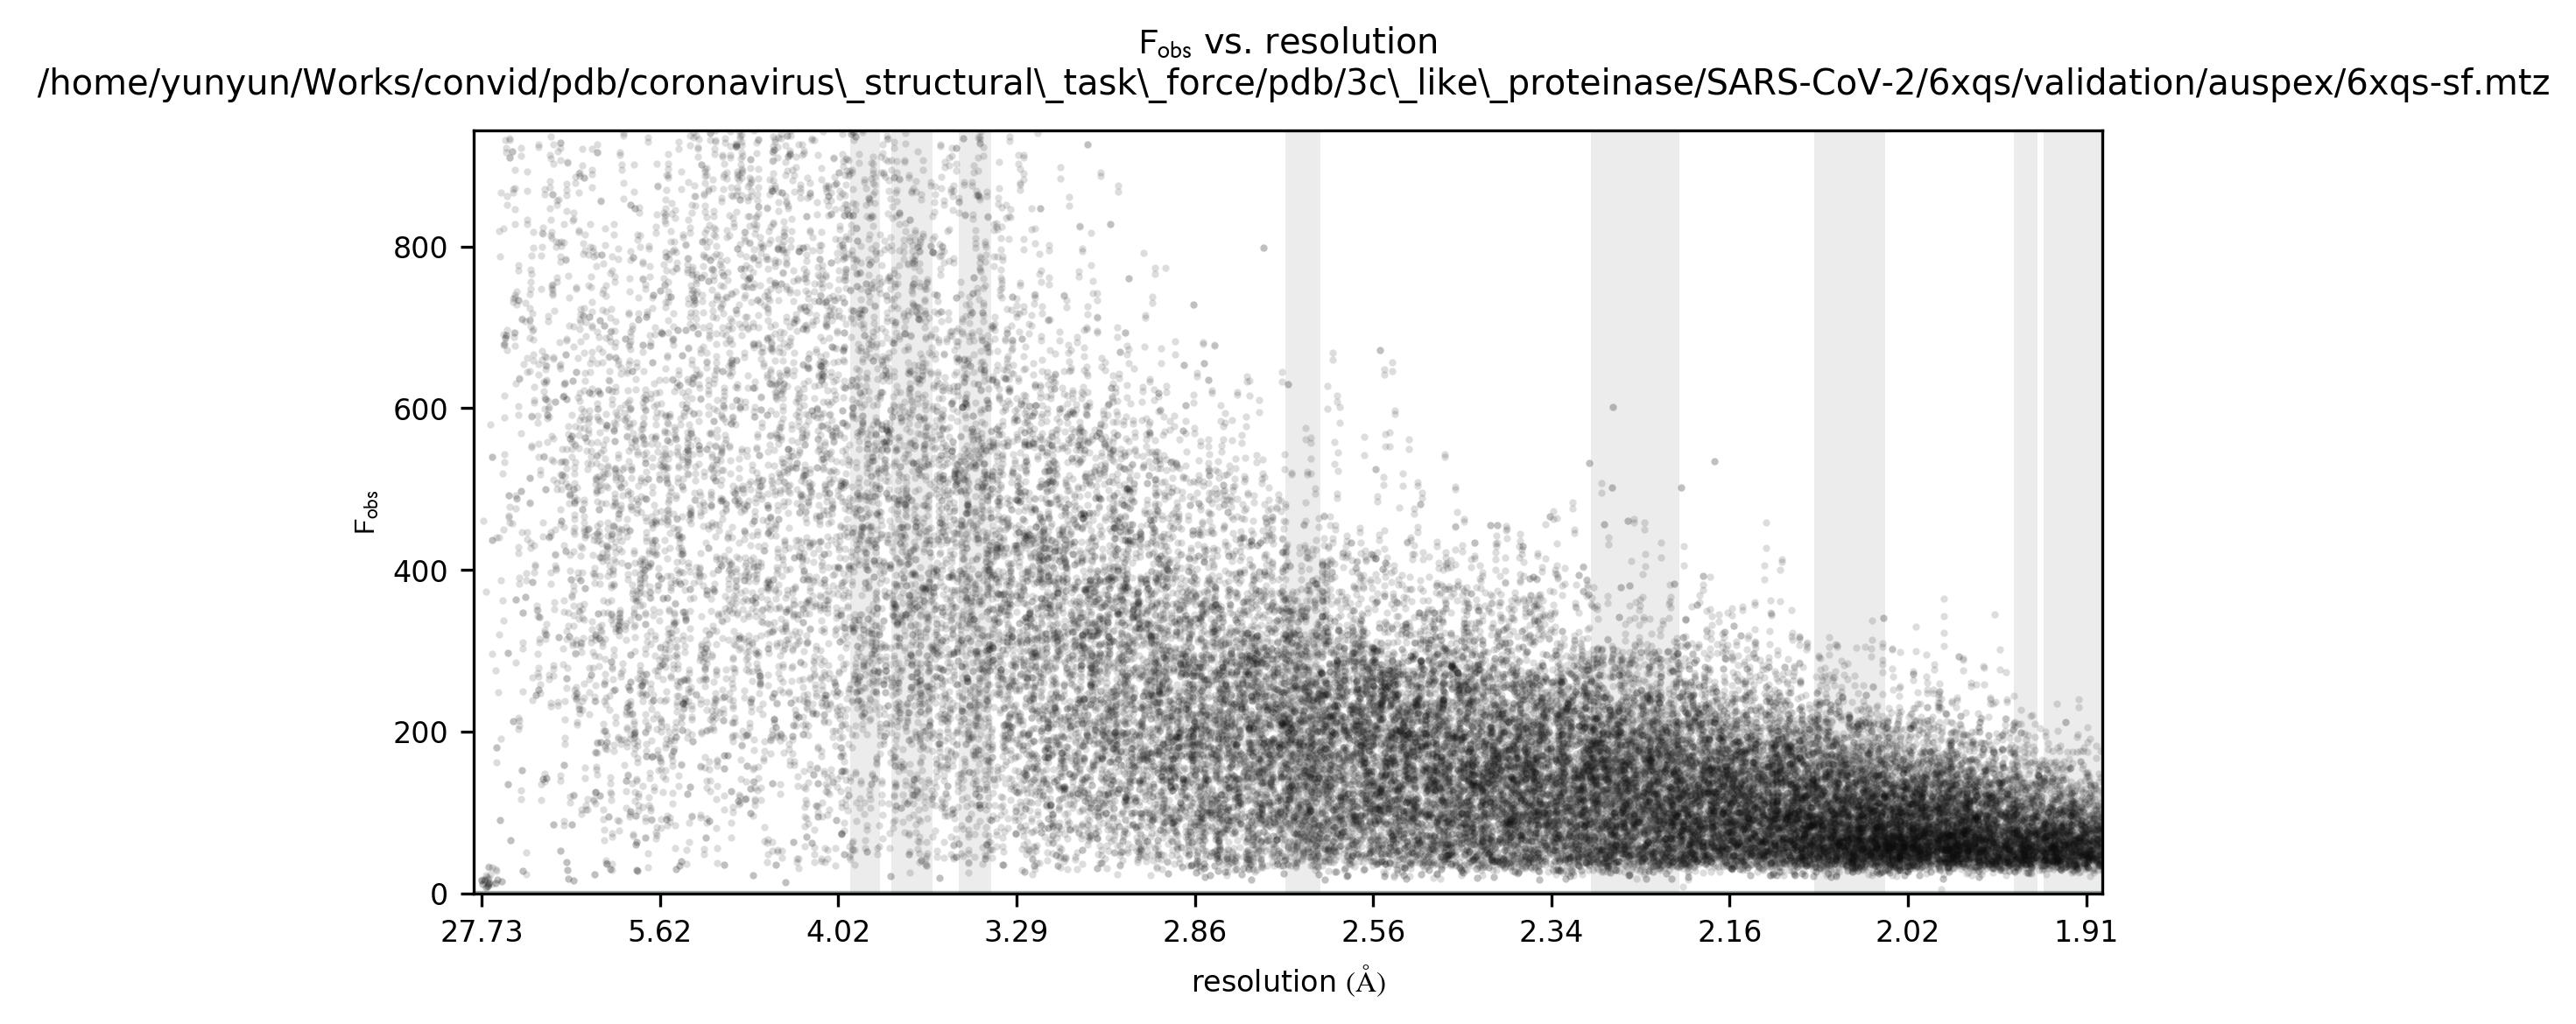 F_obs vs. resolution
/home/yunyun/Works/convid/pdb/coronavirus\_structural\_task\_force/pdb/3c\_like\_proteinase/SARS-CoV-2/6xqs/validation/auspex/6xqs-sf.mtz
800
600
F_obs
400
200
0
27.73 5.62 4.02 3.29 2.86 2.56 2.34 2.16 2.02 1.91
resolution (Å)